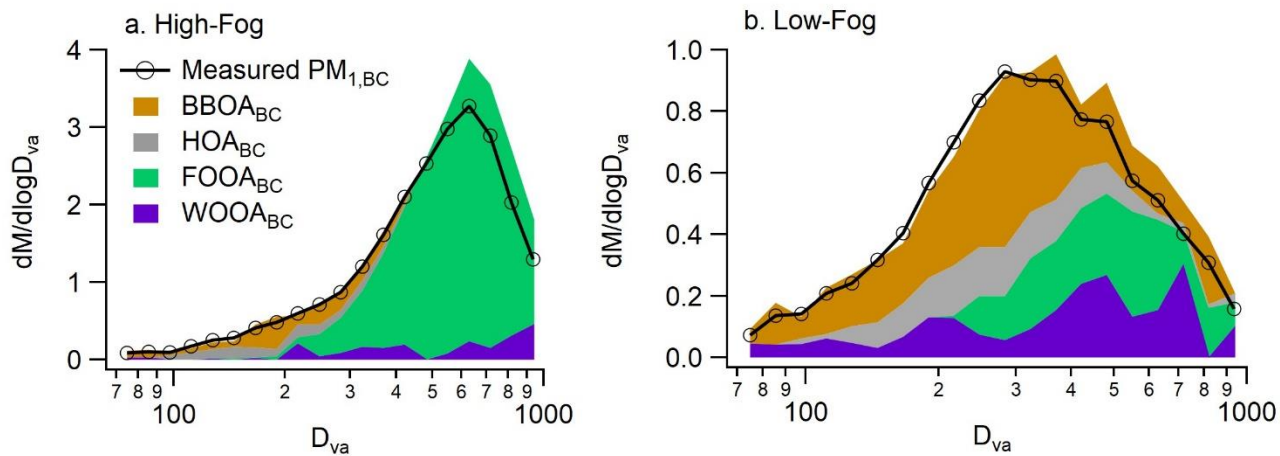 a. High-Fog
4
3
2
1
0
dM/dlogDva
Measured PM1,BC
BBOABC
HOABC
FOOABC
WOOABC
7 8 9 100 2 3 4 5 6 7 8 9 1000
Dva
b. Low-Fog
1.0
0.8
0.6
0.4
0.2
0.0
dM/dlogDva
7 8 9 100 2 3 4 5 6 7 8 9 1000
Dva